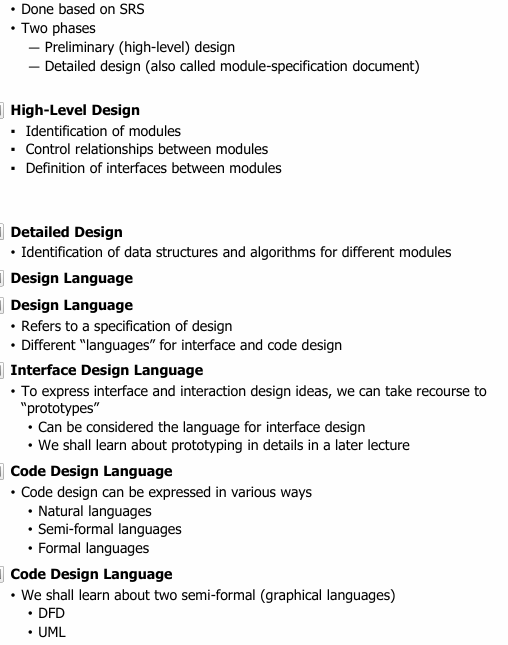 • Done based on SRS
• Two phases
— Preliminary (high-level) design
— Detailed design (also called module-specification document)
High-Level Design
▪ Identification of modules
▪ Control relationships between modules
▪ Definition of interfaces between modules
Detailed Design
• Identification of data structures and algorithms for different modules
Design Language
Design Language
• Refers to a specification of design
• Different “languages” for interface and code design
Interface Design Language
• To express interface and interaction design ideas, we can take recourse to
“prototypes”
• Can be considered the language for interface design
• We shall learn about prototyping in details in a later lecture
Code Design Language
• Code design can be expressed in various ways
• Natural languages
• Semi-formal languages
• Formal languages
Code Design Language
• We shall learn about two semi-formal (graphical languages)
• DFD
• UML